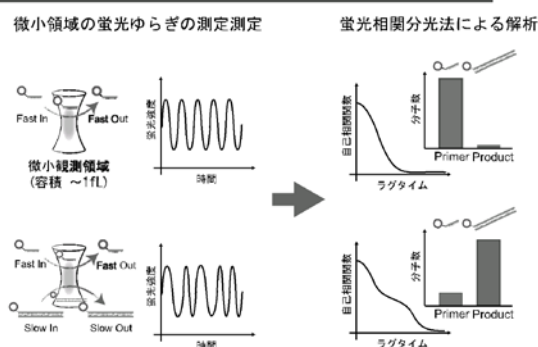 微小領域の蛍光ゆらぎの測定測定
蛍光相関分光法による解析
Fast In
Fast Out
微小観測領域
(容積 ~1fL)
蛍光強度
時間
自己相関関数
ラグタイム
分子数
Primer Product
Fast In
Fast Out
Slow In
Slow Out
蛍光強度
時間
自己相関関数
ラグタイム
分子数
Primer Product